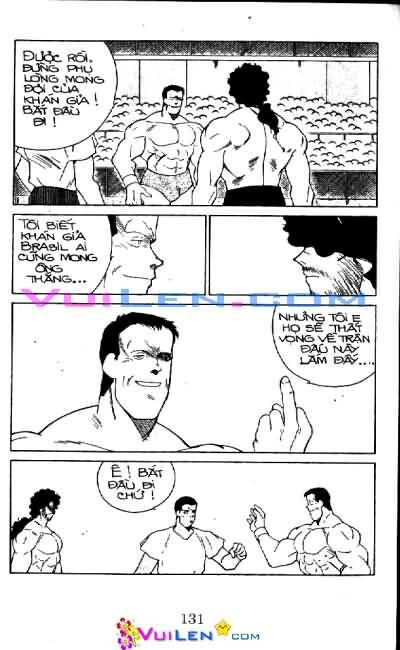 ĐƯỢC RỒI.
ĐỪNG PHỤ
LÒNG MONG
ĐỢI CỦA
KHÁN GIẢ!
BẮT ĐẦU
ĐI!
TÔI BIẾT
KHÁN GIẢ
BRASIL AI
CŨNG MONG
ÔNG
THẮNG...
NHƯNG TÔI E
HỌ SẼ THẤT
VỌNG VỀ TRẬN
ĐẤU NÀY
LẮM ĐẤY....
VUILEN.COM
Ê! BẮT
ĐẦU ĐI
CHỨ!
131
VUILEN.COM